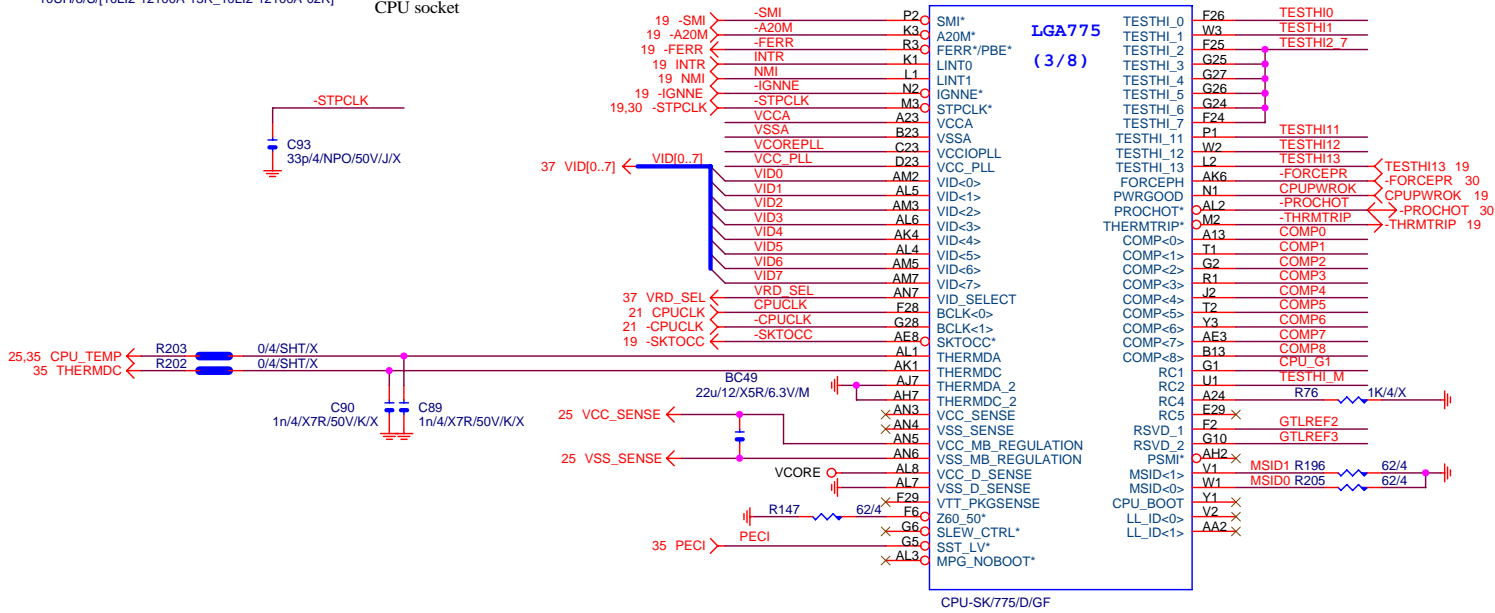 CPU socket
LGA775
(3/8)
19 -SMI -SMI P2 SMI*
19 -A20M -A20M K3 A20M*
19 -FERR -FERR R3 FERR*/PBE*
19 INTR INTR K1 LINT0
19 NMI NMI L1 LINT1
19 -IGNNE -IGNNE N2 IGNNE*
19,30 -STPCLK -STPCLK M3 STPCLK*
VCCA A23 VCCA
VSSA B23 VSSA
VCOREPLL C23 VCCIOPLL
VCC_PLL D23 VCC_PLL
37 VID[0..7] VID[0..7]
VID0 AM2 VID<0>
VID1 AL5 VID<1>
VID2 AM3 VID<2>
VID3 AL6 VID<3>
VID4 AK4 VID<4>
VID5 AL4 VID<5>
VID6 AM5 VID<6>
VID7 AM7 VID<7>
37 VRD_SEL VRD_SEL AN7 VID_SELECT
21 CPUCLK CPUCLK F28 BCLK<0>
21 -CPUCLK -CPUCLK G28 BCLK<1>
19 -SKTOCC -SKTOCC AE8 SKTOCC*
25,35 CPU_TEMP R203 0/4/SHT/X AL1 THERMDA
35 THERMDC R202 0/4/SHT/X AK1 THERMDC
AJ7 THERMDA_2
AH7 THERMDC_2
AN3 VCC_SENSE
AN4 VSS_SENSE
25 VCC_SENSE AN5 VCC_MB_REGULATION
25 VSS_SENSE AN6 VSS_MB_REGULATION
VCORE AL8 VCC_D_SENSE
AL7 VSS_D_SENSE
F29 VTT_PKGSENSE
R147 62/4 F6 Z60_50*
G6 SLEW_CTRL*
35 PECI PECI G5 SST_LV*
AL3 MPG_NOBOOT*
-STPCLK
C93
33p/4/NPO/50V/J/X
C90
1n/4/X7R/50V/K/X
C89
1n/4/X7R/50V/K/X
BC49
22u/12/X5R/6.3V/M
TESTHI_0 F26 TESTHI0
TESTHI_1 W3 TESTHI1
TESTHI_2 F25 TESTHI2_7
TESTHI_3 G25
TESTHI_4 G27
TESTHI_5 G26
TESTHI_6 G24
TESTHI_7 F24
TESTHI_11 P1 TESTHI11
TESTHI_12 W2 TESTHI12
TESTHI_13 L2 TESTHI13 TESTHI13 19
FORCEPH AK6 -FORCEPR -FORCEPR 30
PWRGOOD N1 CPUPWROK CPUPWROK 19
PROCHOT* AL2 -PROCHOT -PROCHOT 30
THERMTRIP* M2 -THRMTRIP -THRMTRIP 19
COMP<0> A13 COMP0
COMP<1> T1 COMP1
COMP<2> G2 COMP2
COMP<3> R1 COMP3
COMP<4> J2 COMP4
COMP<5> T2 COMP5
COMP<6> Y3 COMP6
COMP<7> AE3 COMP7
COMP<8> B13 COMP8
RC1 G1 CPU_G1
RC2 U1 TESTHI_M
RC4 A24 R76 1K/4/X
RC5 E29
RSVD_1 F2 GTLREF2
RSVD_2 G10 GTLREF3
PSMI* AH2
MSID<1> V1 MSID1 R196 62/4
MSID<0> W1 MSID0 R205 62/4
CPU_BOOT Y1
LL_ID<0> V2
LL_ID<1> AA2
CPU-SK/775/D/GF